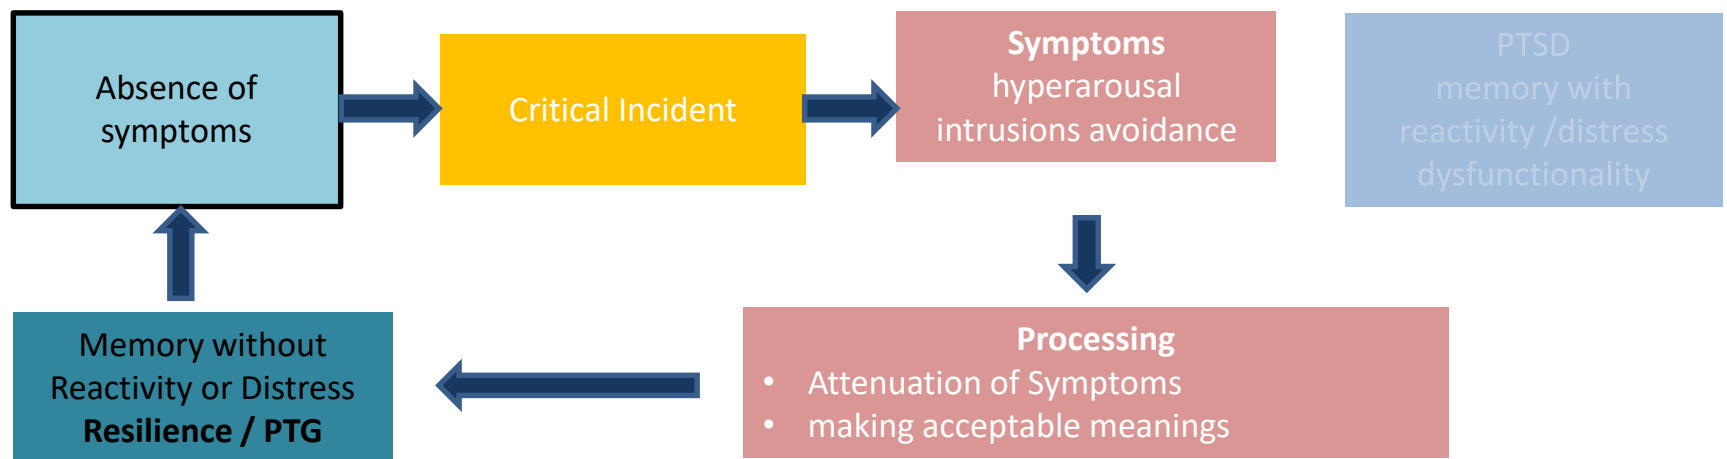 Absence of
symptoms
Critical Incident
Symptoms
hyperarousal
intrusions avoidance
PTSD
memory with
reactivity /distress
dysfunctionality
Memory without
Reactivity or Distress
Resilience / PTG
Processing
• Attenuation of Symptoms
• making acceptable meanings